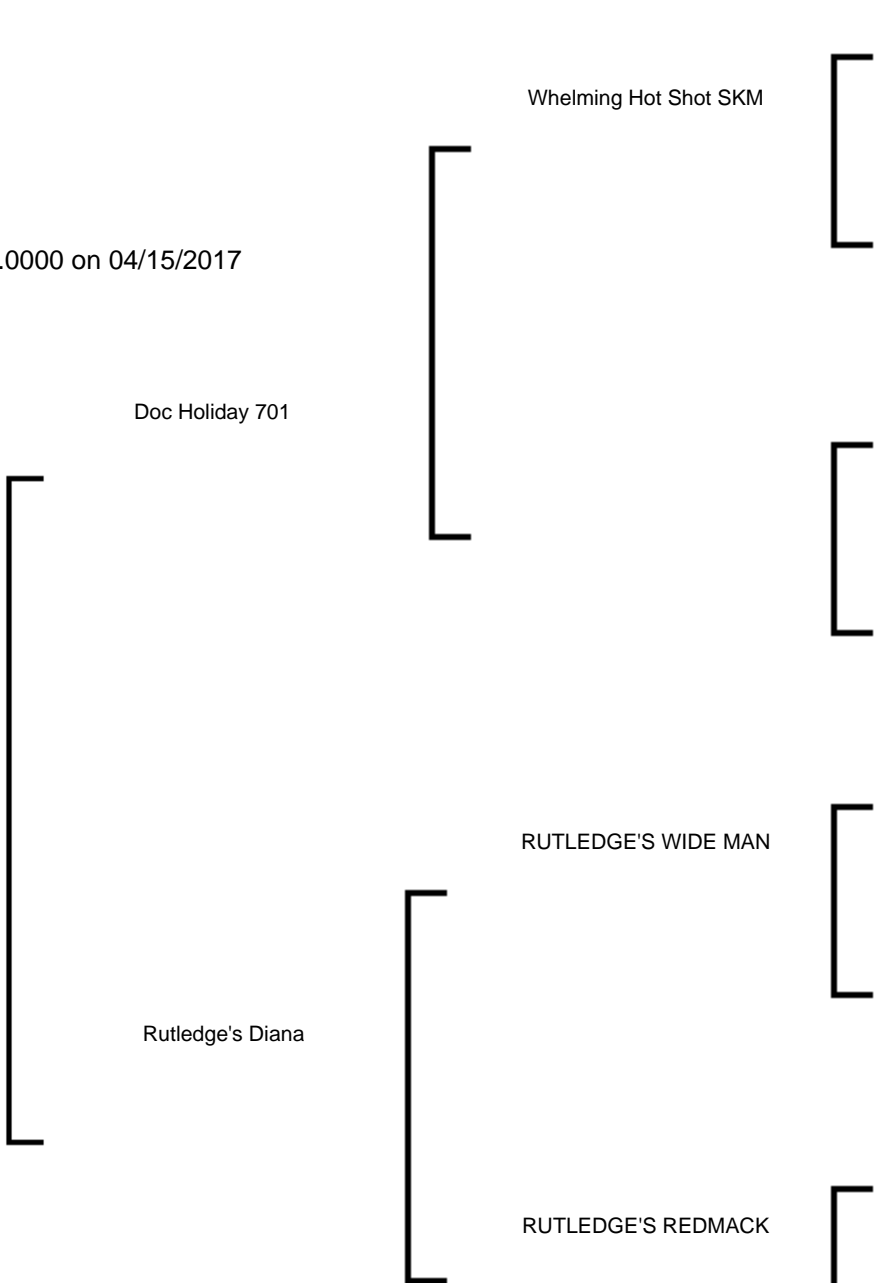 Whelming Hot Shot SKM
.0000 on 04/15/2017
Doc Holiday 701
RUTLEDGE'S WIDE MAN
Rutledge's Diana
RUTLEDGE'S REDMACK